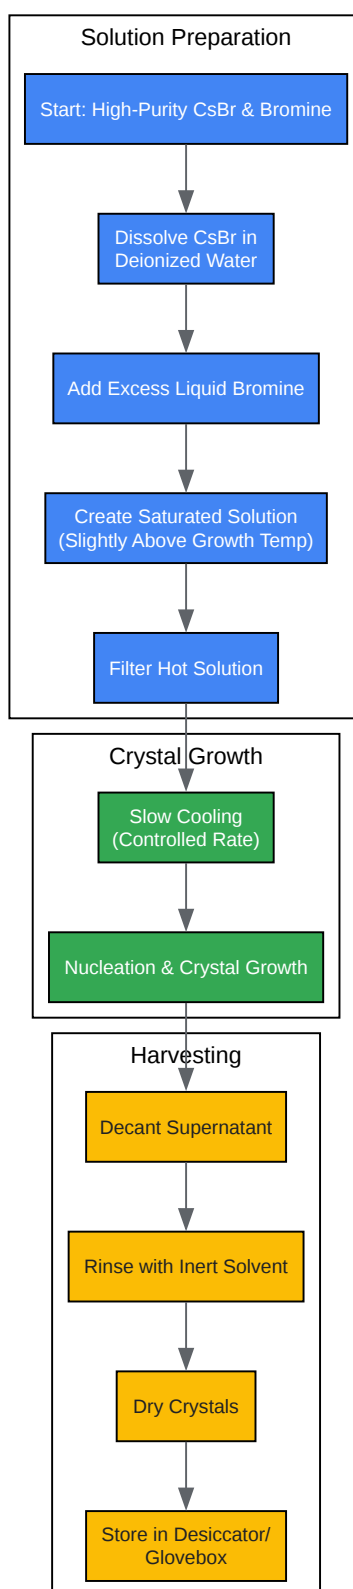 Solution Preparation
Start: High-Purity CsBr & Bromine
Dissolve CsBr in
Deionized Water
Add Excess Liquid Bromine
Create Saturated Solution
(Slightly Above Growth Temp)
Filter Hot Solution
Crystal Growth
Slow Cooling
(Controlled Rate)
Nucleation & Crystal Growth
Harvesting
Decant Supernatant
Rinse with Inert Solvent
Dry Crystals
Store in Desiccator/
Glovebox